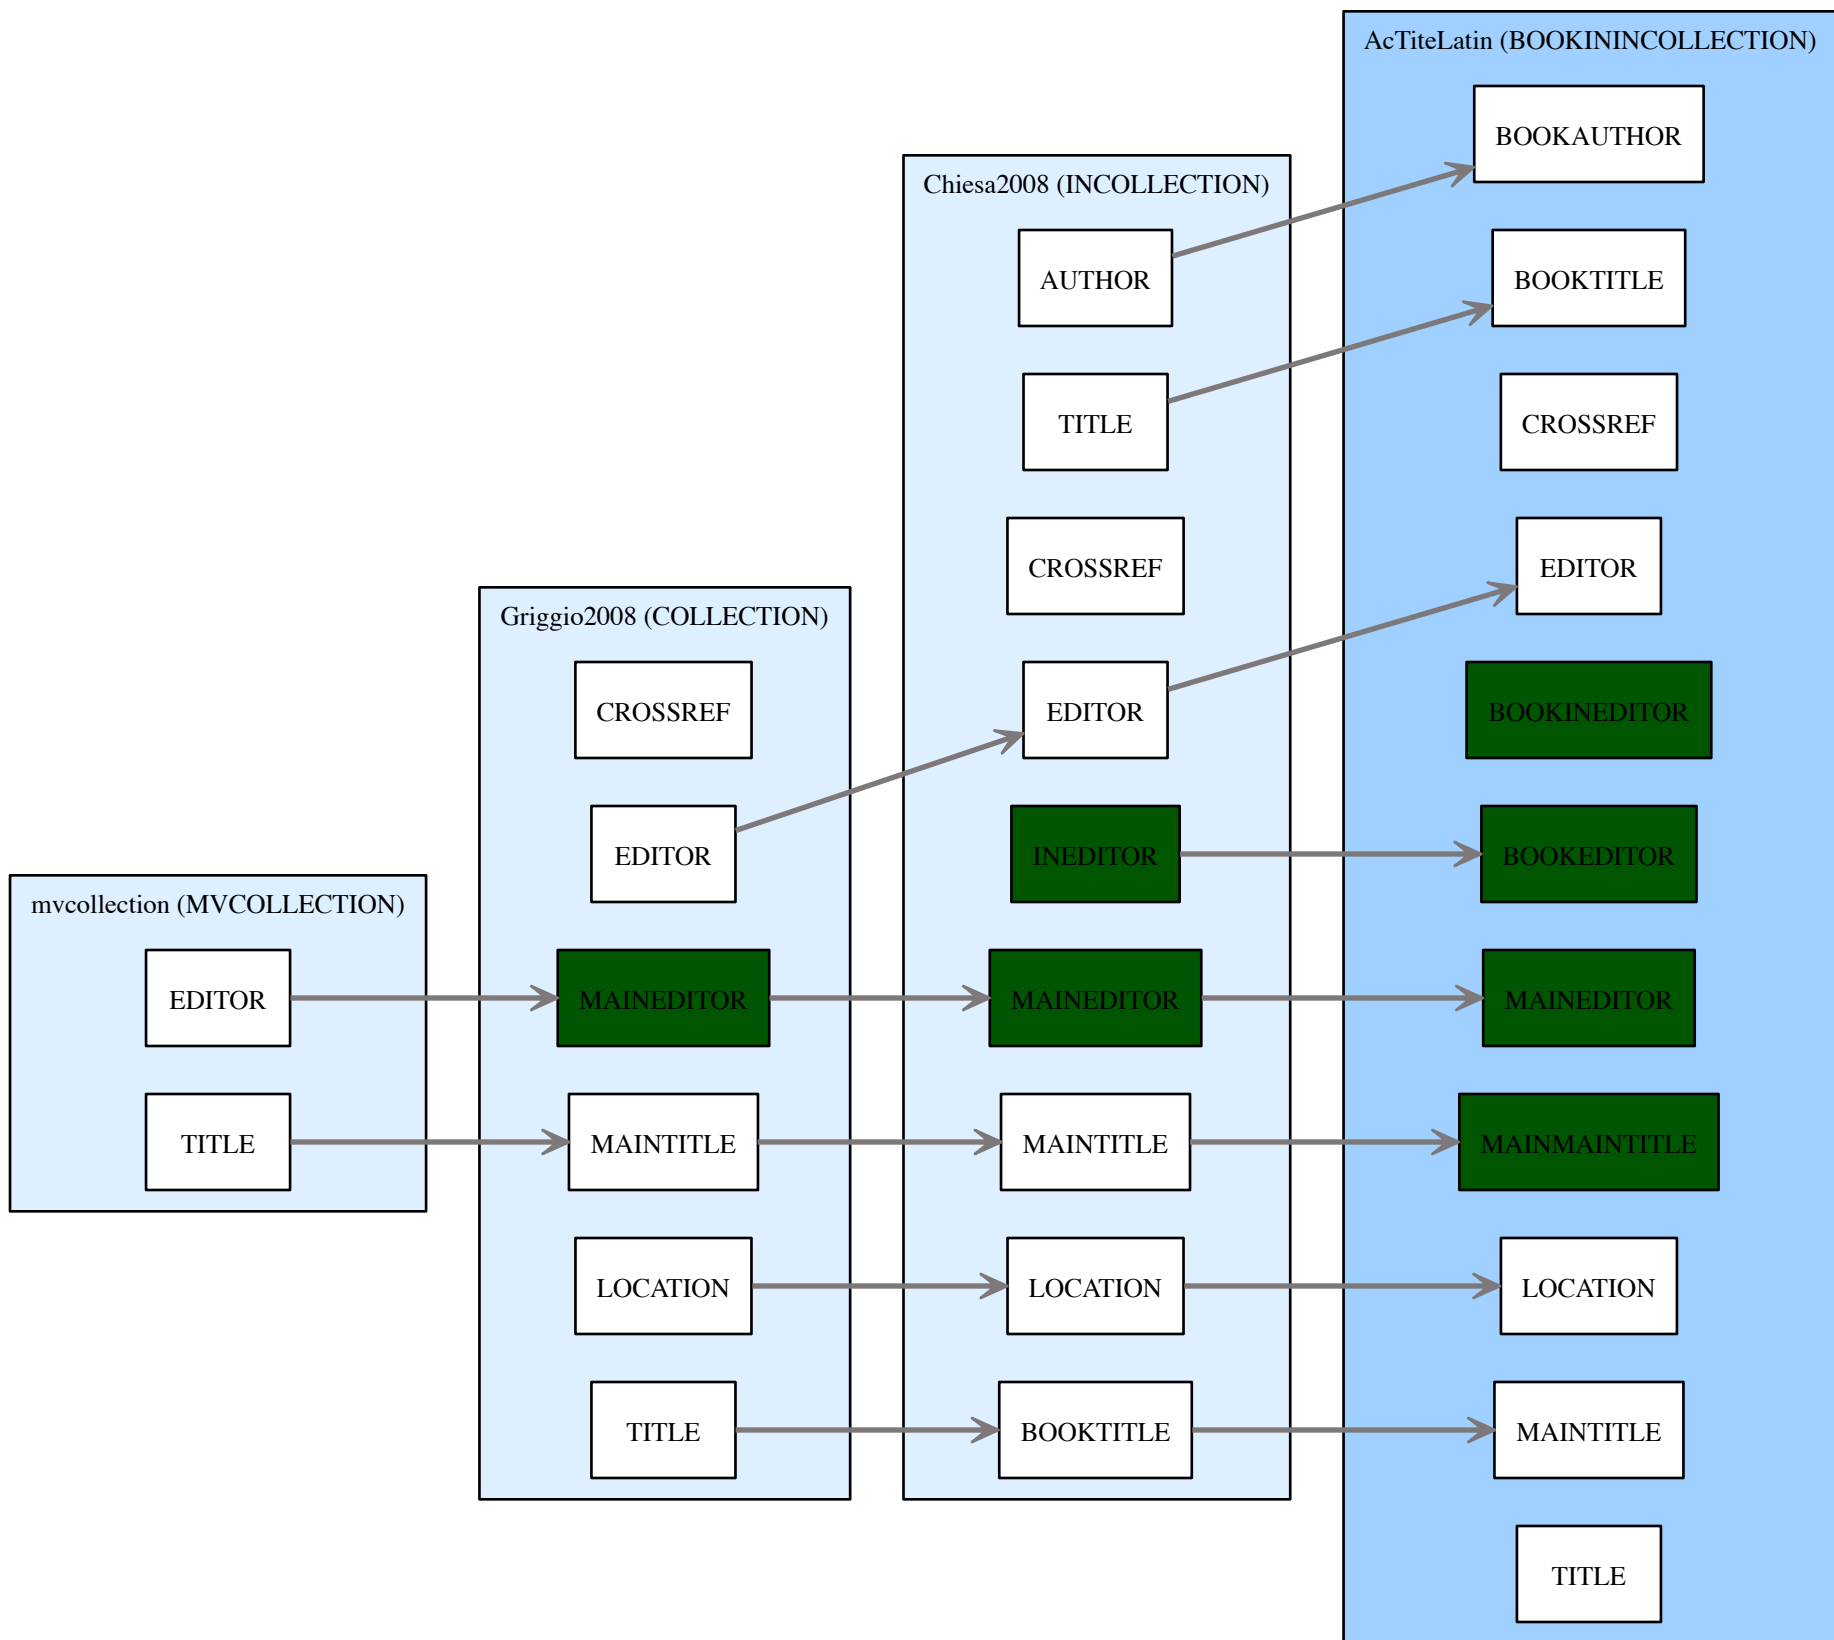 mvcollection (MVCOLLECTION)
EDITOR
TITLE
Griggio2008 (COLLECTION)
CROSSREF
EDITOR
MAINEDITOR
MAINTITLE
LOCATION
TITLE
Chiesa2008 (INCOLLECTION)
AUTHOR
TITLE
CROSSREF
EDITOR
INEDITOR
MAINEDITOR
MAINTITLE
LOCATION
BOOKTITLE
AcTiteLatin (BOOKININCOLLECTION)
BOOKAUTHOR
BOOKTITLE
CROSSREF
EDITOR
BOOKINEDITOR
BOOKEDITOR
MAINEDITOR
MAINMAINTITLE
LOCATION
MAINTITLE
TITLE